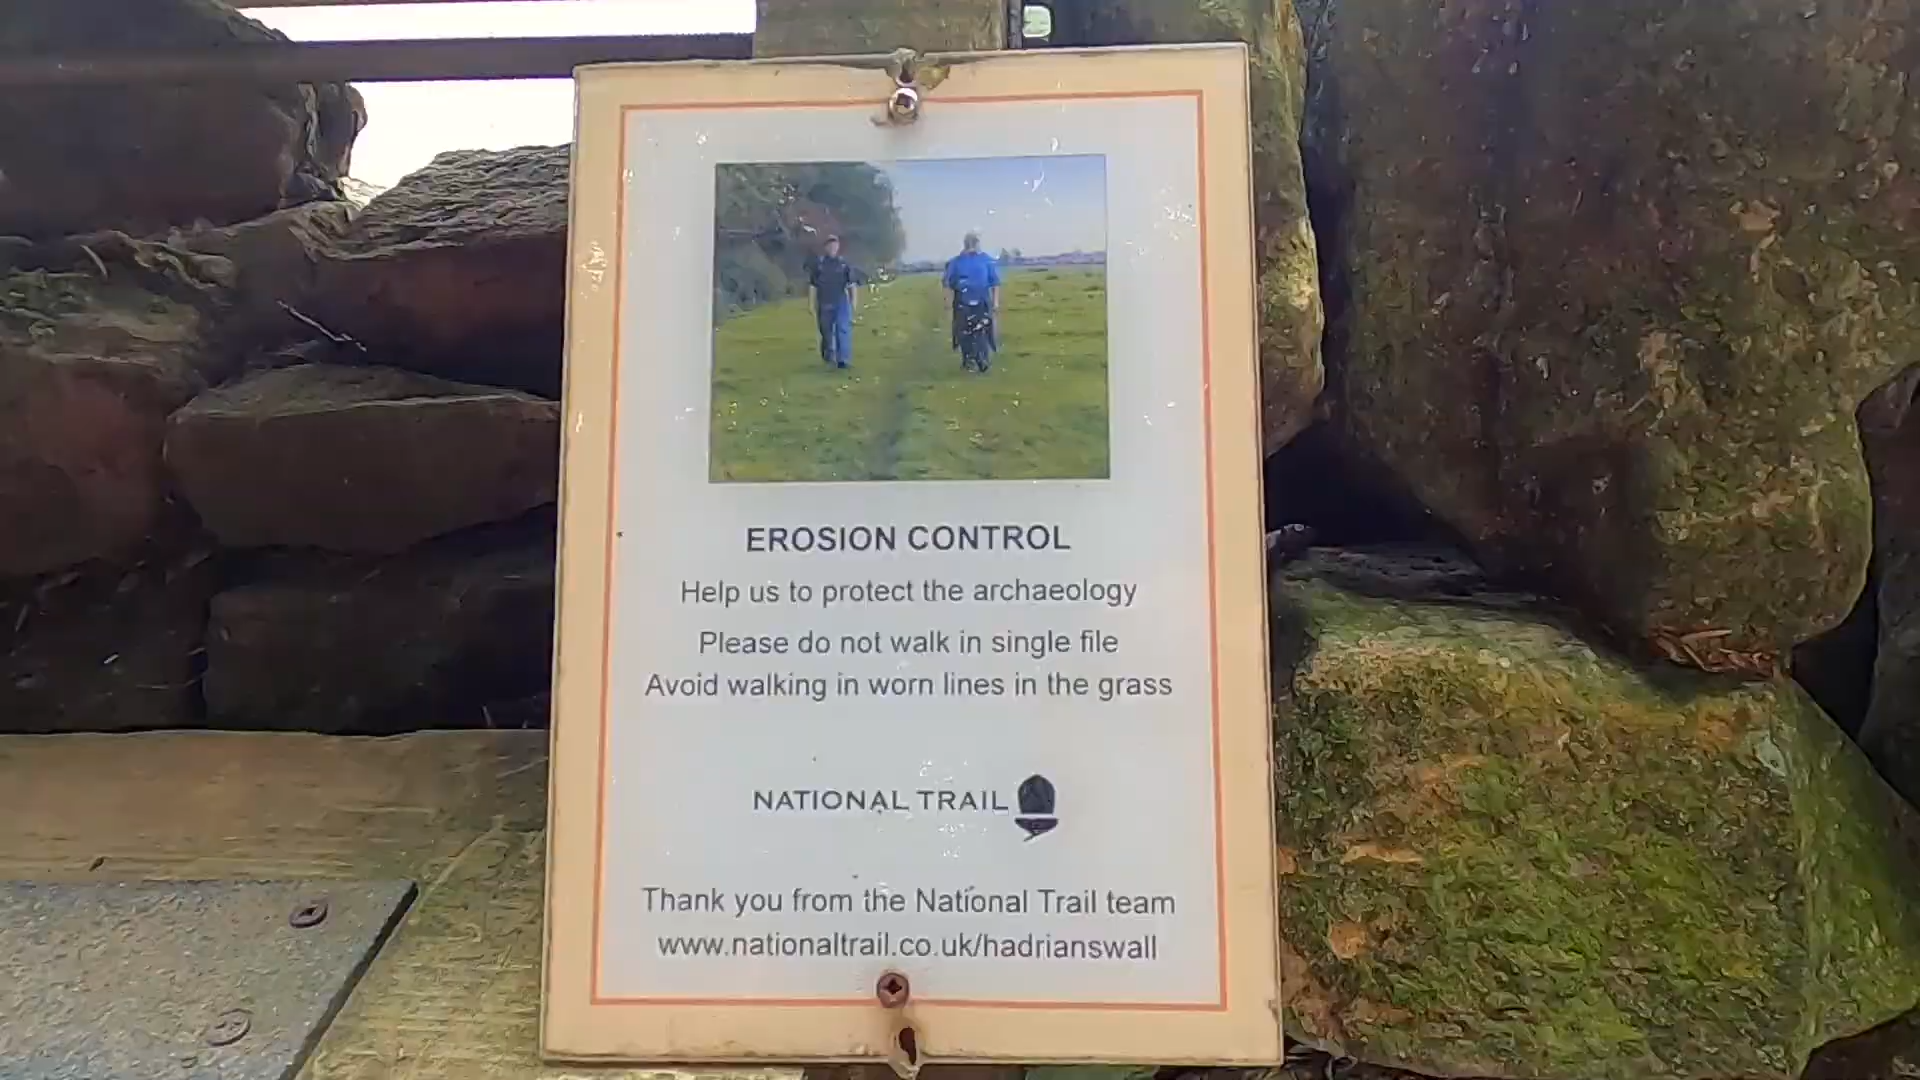 EROSION CONTROL
Help us to protect the archaeology
Please do not walk in single file
Avoid walking in worn lines in the grass
NATIONAL TRAIL
Thank you from the National Trail team
www.nationaltrail.co.uk/hadrianswall